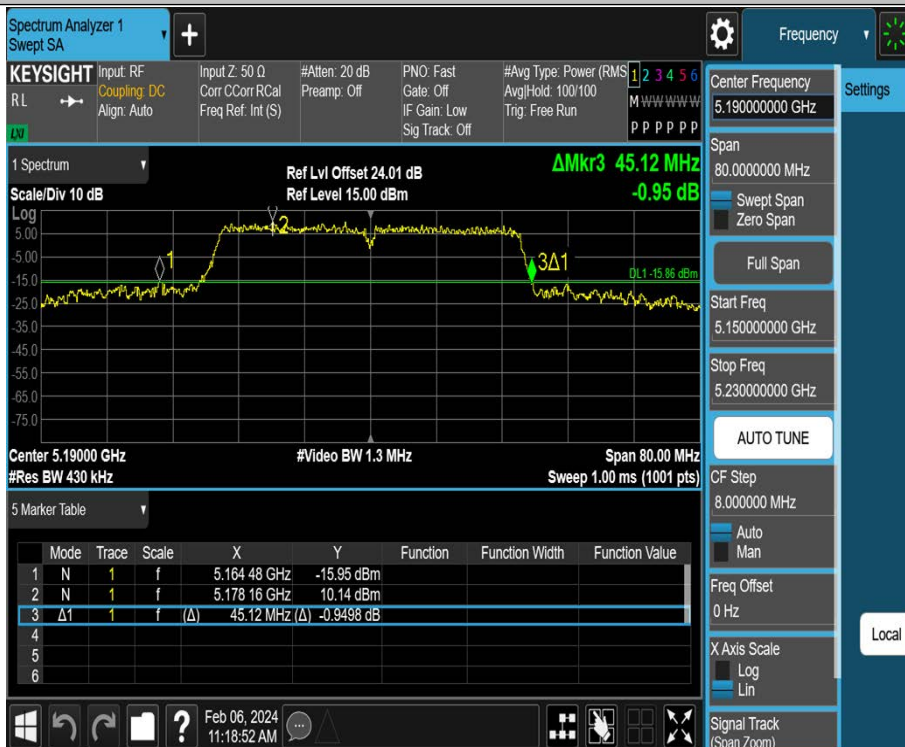 Spectrum Analyzer 1
Swept SA
+
Frequency
KEYSIGHT
RL
LXI
Input: RF
Coupling: DC
Align: Auto
Input Z: 50 Ω
Corr CCorr RCal
Freq Ref: Int (S)
#Atten: 20 dB
Preamp: Off
PNO: Fast
Gate: Off
IF Gain: Low
Sig Track: Off
#Avg Type: Power (RMS
Avg|Hold: 100/100
Trig: Free Run
1 2 3 4 5 6
M W W W W W
P P P P P P
1 Spectrum
Scale/Div 10 dB
Ref Lvl Offset 24.01 dB
Ref Level 15.00 dBm
ΔMkr3 45.12 MHz
-0.95 dB
Log
5.00
-5.00
-15.0
-25.0
-35.0
-45.0
-55.0
-65.0
-75.0
1
2
3Δ1
DL1 -15.86 dBm
Center 5.19000 GHz
#Video BW 1.3 MHz
Span 80.00 MHz
#Res BW 430 kHz
Sweep 1.00 ms (1001 pts)
5 Marker Table
Mode Trace Scale X Y Function Function Width Function Value
1 N 1 f 5.164 48 GHz -15.95 dBm
2 N 1 f 5.178 16 GHz 10.14 dBm
3 Δ1 1 f (Δ) 45.12 MHz (Δ) -0.9498 dB
4
5
6
?
Feb 06, 2024
11:18:52 AM
Center Frequency
5.190000000 GHz
Span
80.0000000 MHz
Swept Span
Zero Span
Full Span
Start Freq
5.150000000 GHz
Stop Freq
5.230000000 GHz
AUTO TUNE
CF Step
8.000000 MHz
Auto
Man
Freq Offset
0 Hz
X Axis Scale
Log
Lin
Signal Track
(Span Zoom)
Settings
Local